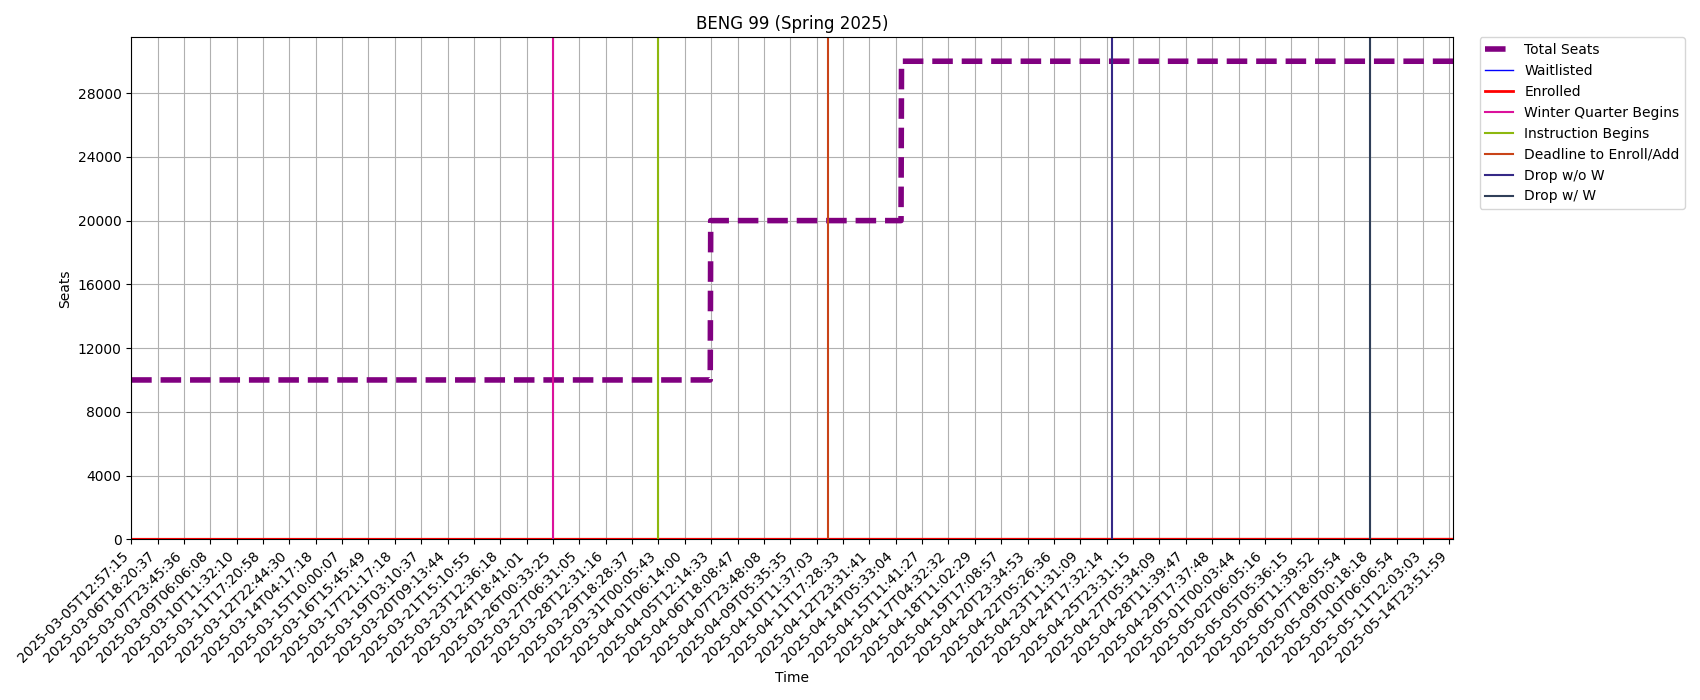 BENG 99 (Spring 2025)
Total Seats
Waitlisted
Enrolled
Winter Quarter Begins
Instruction Begins
Deadline to Enroll/Add
Drop w/o W
Drop w/ W
Seats
28000
24000
20000
16000
12000
8000
4000
0
2025-03-05T12:57:15
2025-03-06T18:20:37
2025-03-07T23:45:36
2025-03-09T06:06:08
2025-03-10T11:32:10
2025-03-11T17:20:58
2025-03-12T22:44:30
2025-03-14T04:17:18
2025-03-15T10:00:07
2025-03-16T15:45:49
2025-03-17T21:17:18
2025-03-19T03:10:37
2025-03-20T09:13:44
2025-03-21T15:10:55
2025-03-23T12:36:18
2025-03-24T18:41:01
2025-03-26T00:33:25
2025-03-27T06:31:05
2025-03-28T12:31:16
2025-03-29T18:28:37
2025-03-31T00:05:43
2025-04-01T06:14:00
2025-04-05T12:14:33
2025-04-06T18:08:47
2025-04-07T23:48:08
2025-04-09T05:35:35
2025-04-10T11:37:03
2025-04-11T17:28:33
2025-04-12T23:31:41
2025-04-14T05:33:04
2025-04-15T11:41:27
2025-04-17T04:32:32
2025-04-18T11:02:29
2025-04-19T17:08:57
2025-04-20T23:34:53
2025-04-22T05:26:36
2025-04-23T11:31:09
2025-04-24T17:32:14
2025-04-25T23:31:15
2025-04-27T05:34:09
2025-04-28T11:39:47
2025-04-29T17:37:48
2025-05-01T00:03:44
2025-05-02T06:05:16
2025-05-05T05:36:15
2025-05-06T11:39:52
2025-05-07T18:05:54
2025-05-09T00:18:18
2025-05-10T06:06:54
2025-05-11T12:03:03
2025-05-14T23:51:59
Time